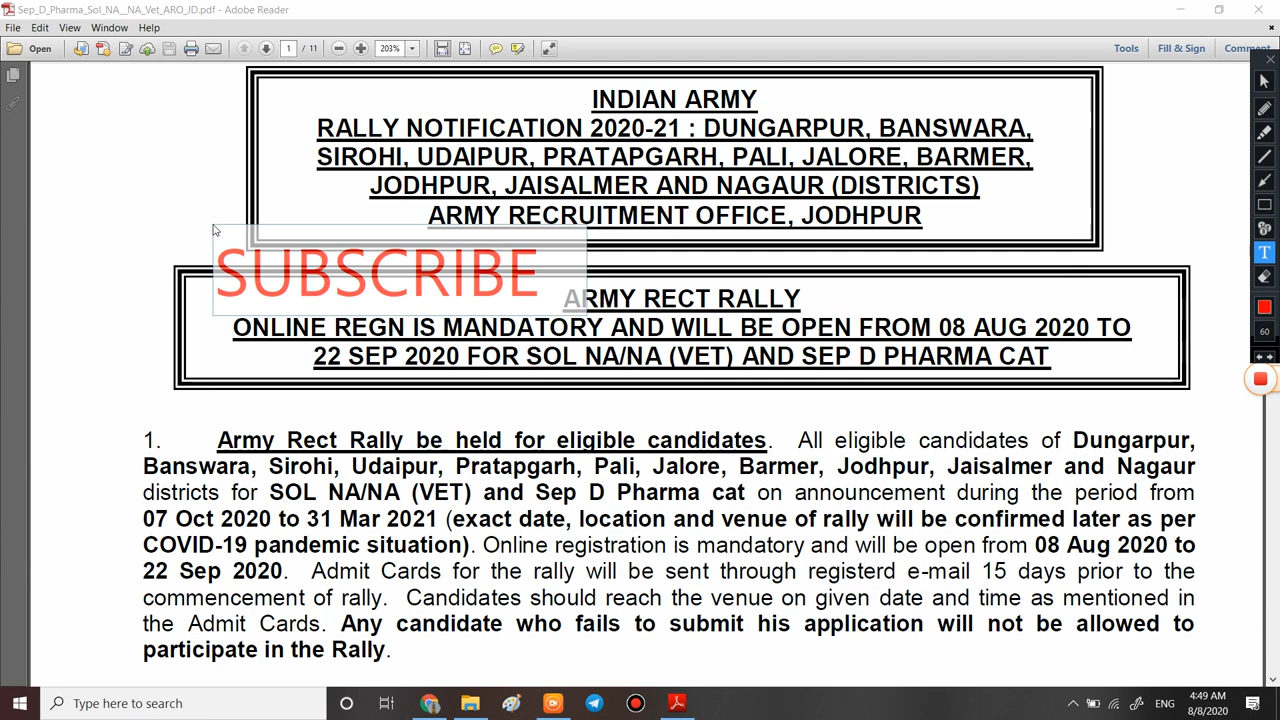 Sep_D_Pharma_Sol_NA__NA_Vet_ARO_JD.pdf - Adobe Reader
File Edit View Window Help
Open 1 / 11 203% Tools Fill & Sign Comment
INDIAN ARMY
RALLY NOTIFICATION 2020-21 : DUNGARPUR, BANSWARA,
SIROHI, UDAIPUR, PRATAPGARH, PALI, JALORE, BARMER,
JODHPUR, JAISALMER AND NAGAUR (DISTRICTS)
ARMY RECRUITMENT OFFICE, JODHPUR
SUBSCRIBE
ARMY RECT RALLY
ONLINE REGN IS MANDATORY AND WILL BE OPEN FROM 08 AUG 2020 TO
22 SEP 2020 FOR SOL NA/NA (VET) AND SEP D PHARMA CAT
T
60
1. Army Rect Rally be held for eligible candidates. All eligible candidates of Dungarpur,
Banswara, Sirohi, Udaipur, Pratapgarh, Pali, Jalore, Barmer, Jodhpur, Jaisalmer and Nagaur
districts for SOL NA/NA (VET) and Sep D Pharma cat on announcement during the period from
07 Oct 2020 to 31 Mar 2021 (exact date, location and venue of rally will be confirmed later as per
COVID-19 pandemic situation). Online registration is mandatory and will be open from 08 Aug 2020 to
22 Sep 2020. Admit Cards for the rally will be sent through registerd e-mail 15 days prior to the
commencement of rally. Candidates should reach the venue on given date and time as mentioned in
the Admit Cards. Any candidate who fails to submit his application will not be allowed to
participate in the Rally.
Type here to search
ENG
4:49 AM
8/8/2020